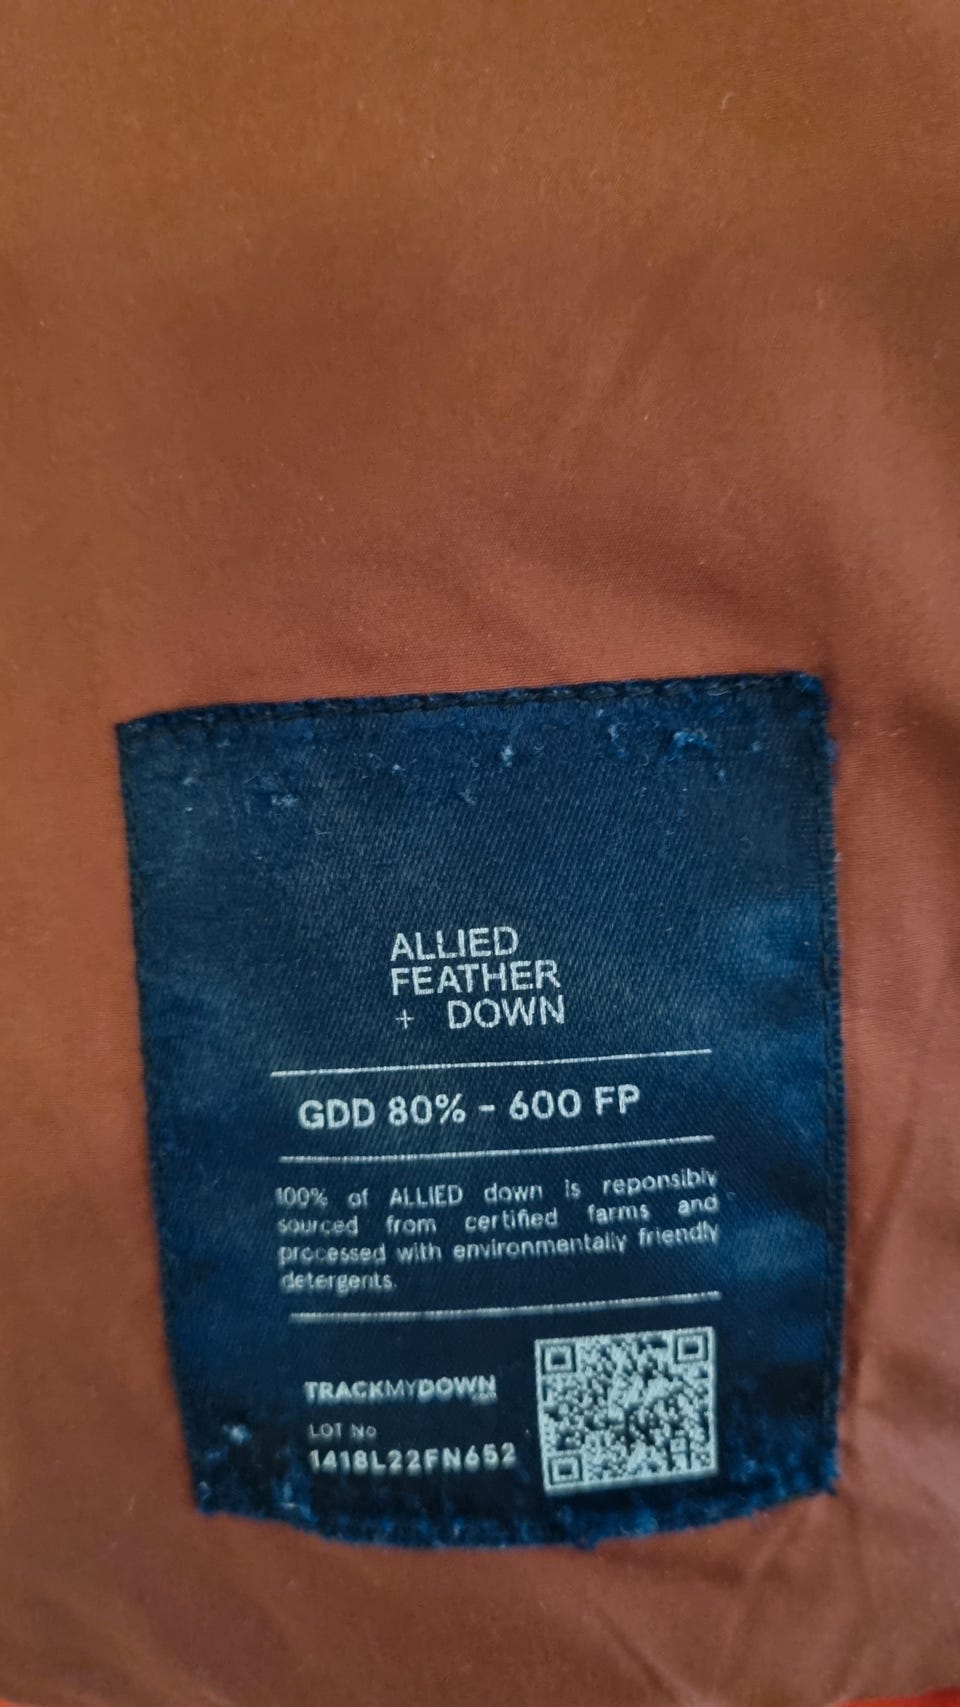 ALLIED
FEATHER
+ DOWN
GDD 80% - 600 FP
100% of ALLIED down is reponsibly
sourced from certified farms and
processed with environmentally friendly
detergents.
TRACKMYDOWN
LOT No
1418L22FN652